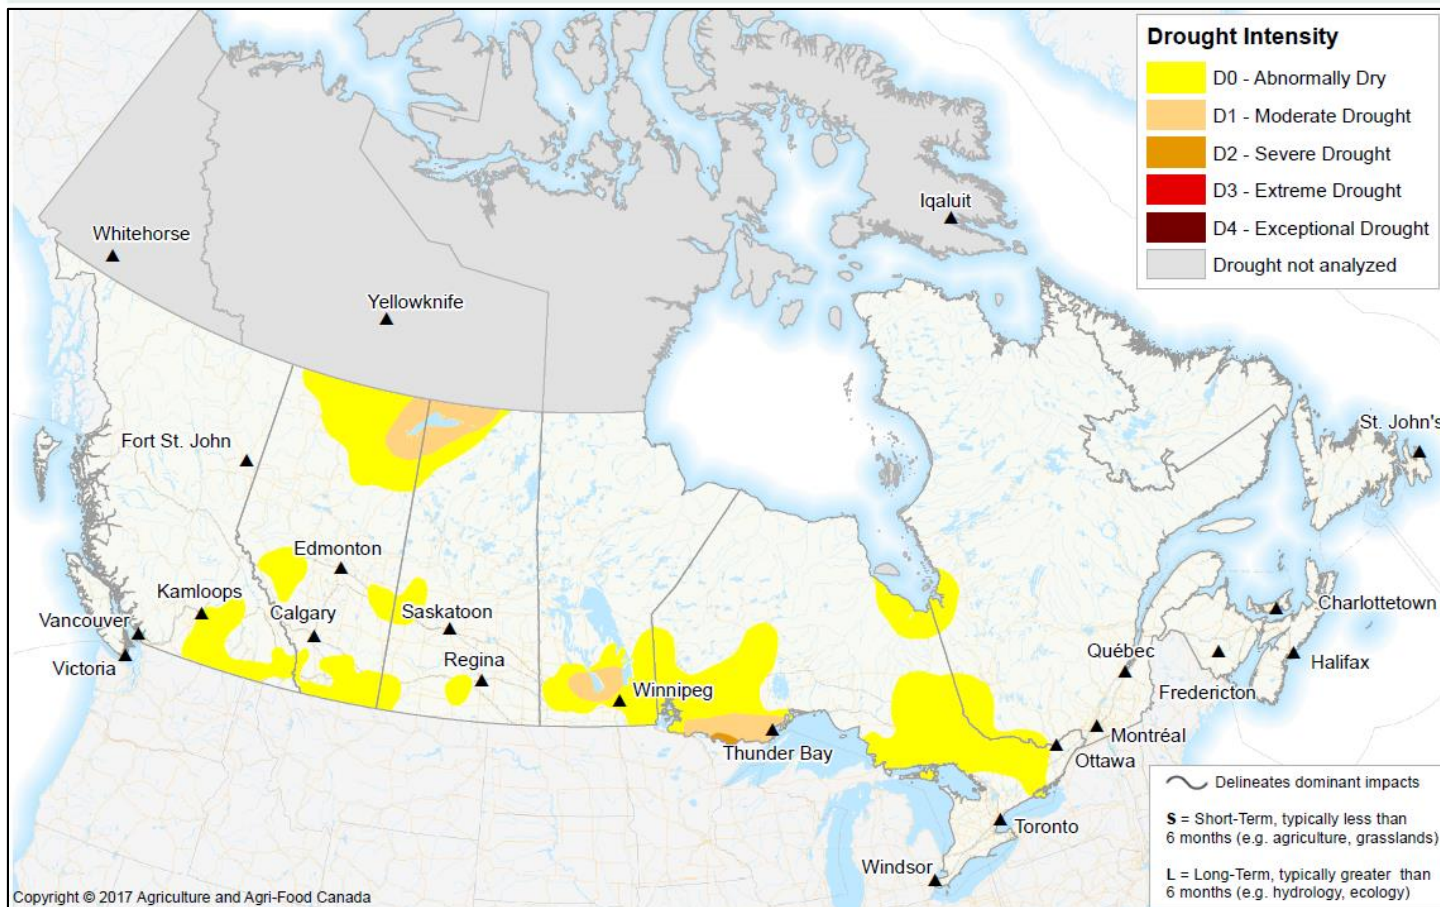 Drought Intensity
D0 - Abnormally Dry
D1 - Moderate Drought
D2 - Severe Drought
D3 - Extreme Drought
D4 - Exceptional Drought
Drought not analyzed
Iqaluit
Whitehorse
Yellowknife
Fort St. John
St. John's
Edmonton
Kamloops
Calgary
Saskatoon
Vancouver
Charlottetown
Victoria
Regina
Québec
Halifax
Winnipeg
Fredericton
Thunder Bay
Montréal
Ottawa
Toronto
Windsor
Delineates dominant impacts
S = Short-Term, typically less than
6 months (e.g. agriculture, grasslands)
L = Long-Term, typically greater than
6 months (e.g. hydrology, ecology)
Copyright © 2017 Agriculture and Agri-Food Canada